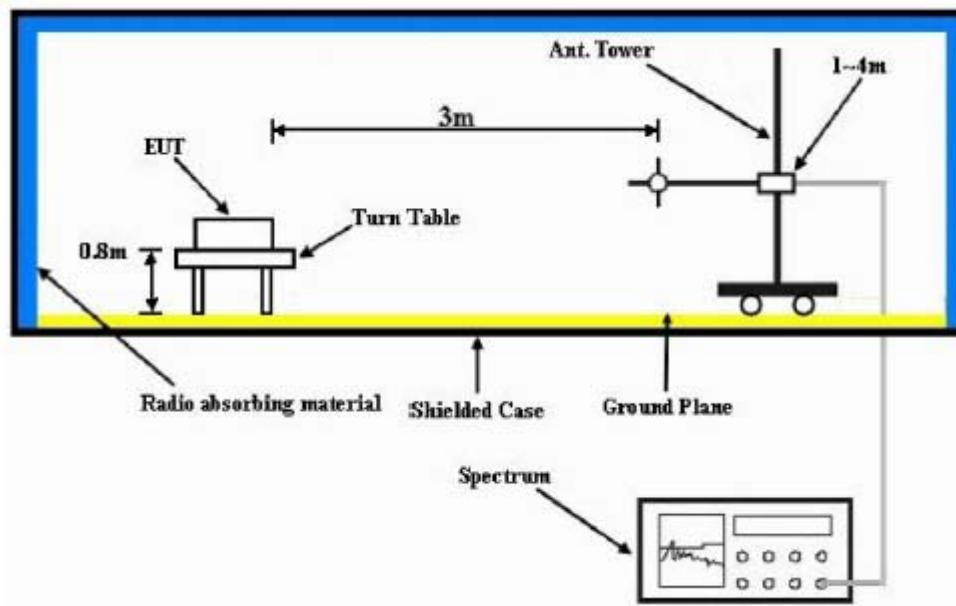 Ant. Tower
1~4m
3m
EUT
Turn Table
0.8m
Radio absorbing material
Shielded Case
Ground Plane
Spectrum